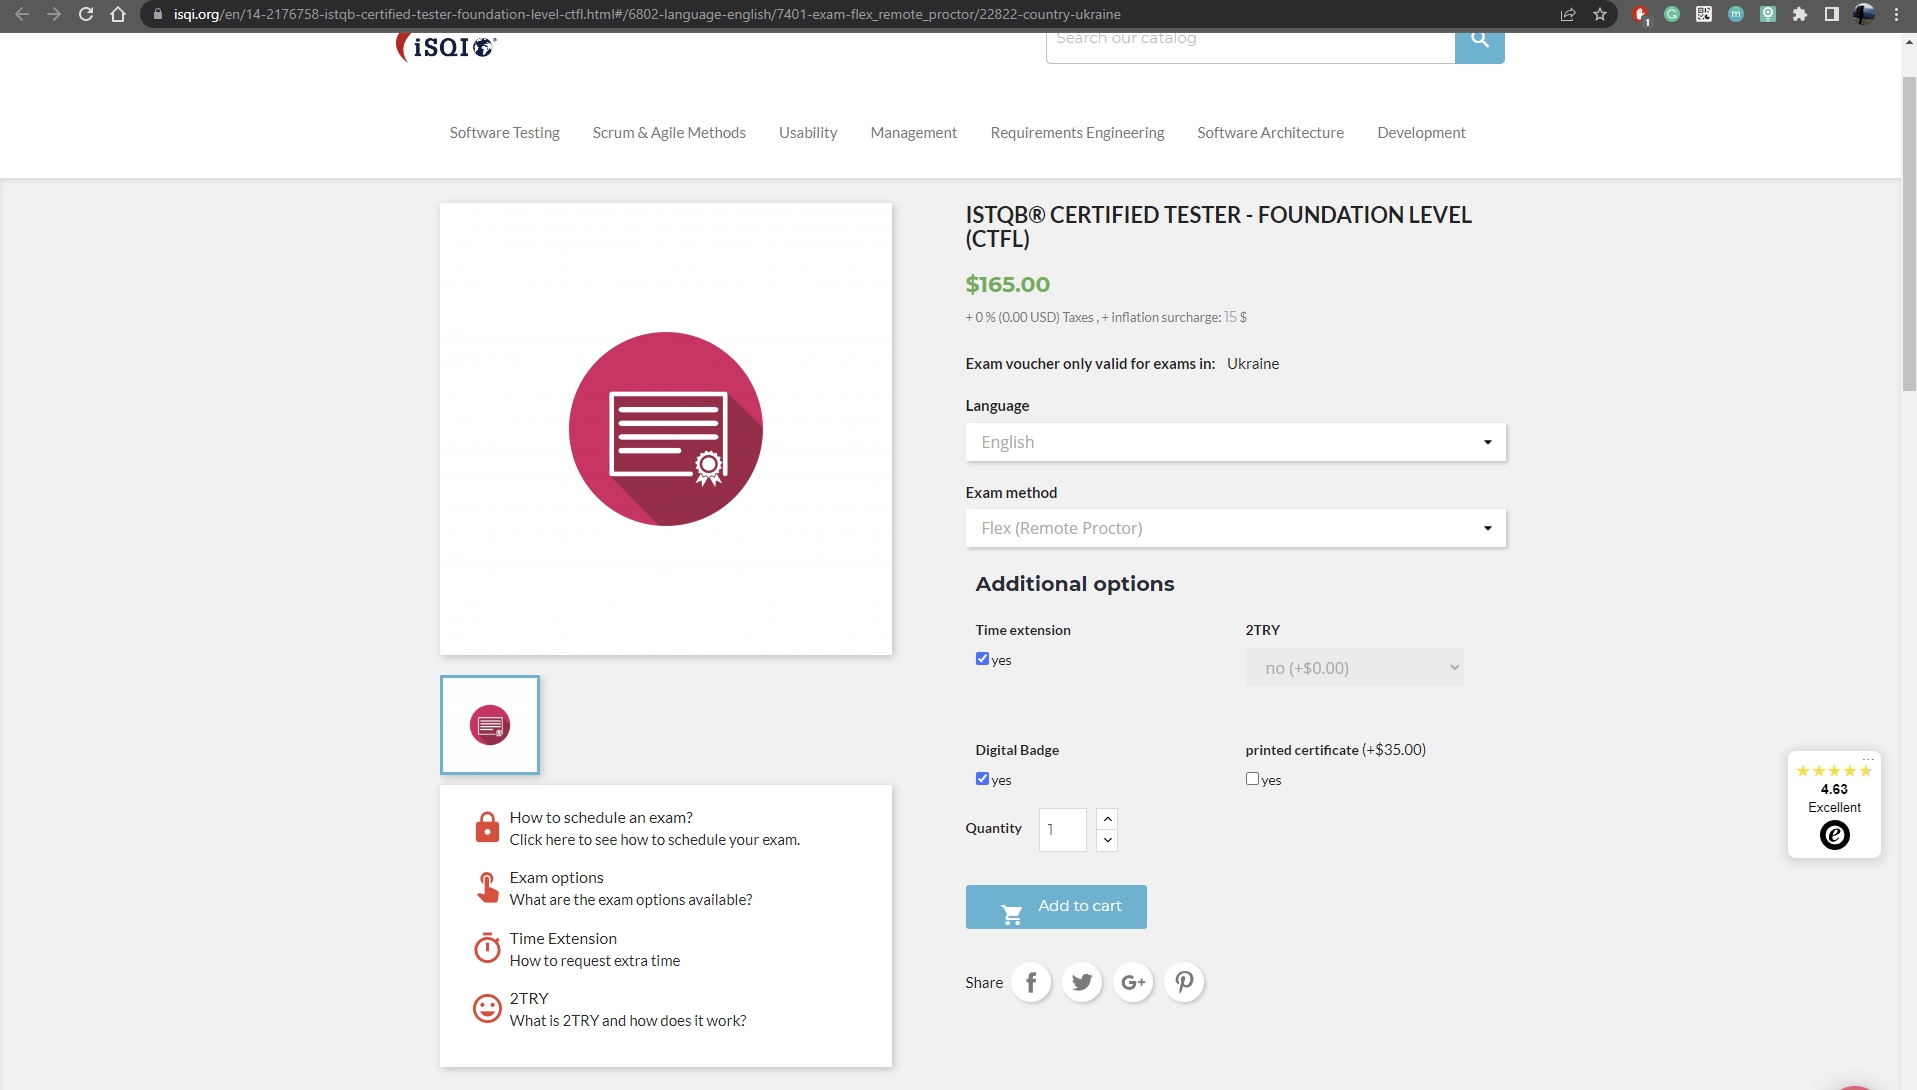 isqi.org/en/14-2176758-istqb-certified-tester-foundation-level-ctfl.html#/6802-language-english/7401-exam-flex_remote_proctor/22822-country-ukraine
iSQI
Search our catalog
Software Testing Scrum & Agile Methods Usability Management Requirements Engineering Software Architecture Development
ISTQB® CERTIFIED TESTER - FOUNDATION LEVEL
(CTFL)
$165.00
+ 0 % (0.00 USD) Taxes , + inflation surcharge: 15 $
Exam voucher only valid for exams in: Ukraine
Language
English
Exam method
Flex (Remote Proctor)
Additional options
Time extension 2TRY
yes no (+$0.00)
Digital Badge printed certificate (+$35.00)
yes yes
Quantity 1
Add to cart
Share
How to schedule an exam?
Click here to see how to schedule your exam.
Exam options
What are the exam options available?
Time Extension
How to request extra time
2TRY
What is 2TRY and how does it work?
4.63
Excellent